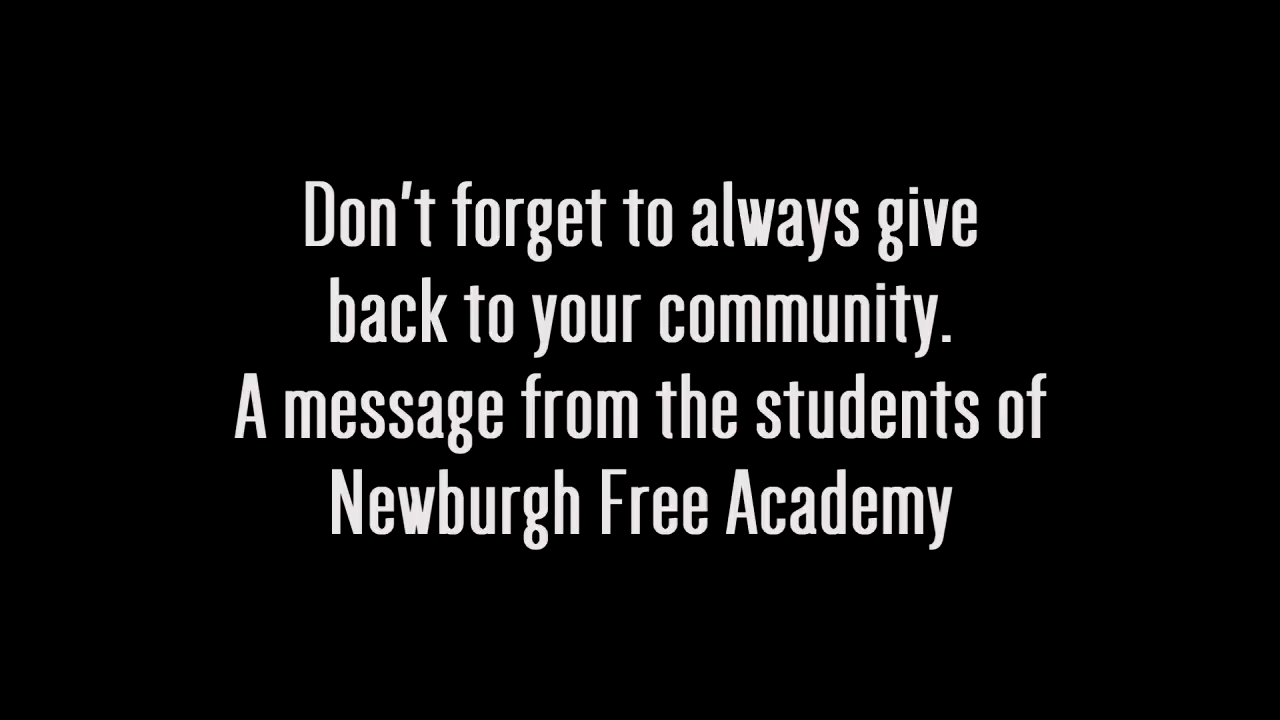 Don't forget to always give
back to your community.
A message from the students of
Newburgh Free Academy